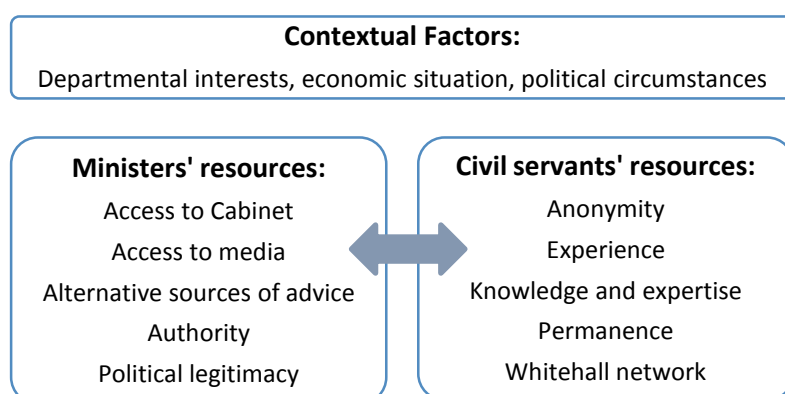 Contextual Factors:
Departmental interests, economic situation, political circumstances
Ministers' resources:
Access to Cabinet
Access to media
Alternative sources of advice
Authority
Political legitimacy
Civil servants' resources:
Anonymity
Experience
Knowledge and expertise
Permanence
Whitehall network